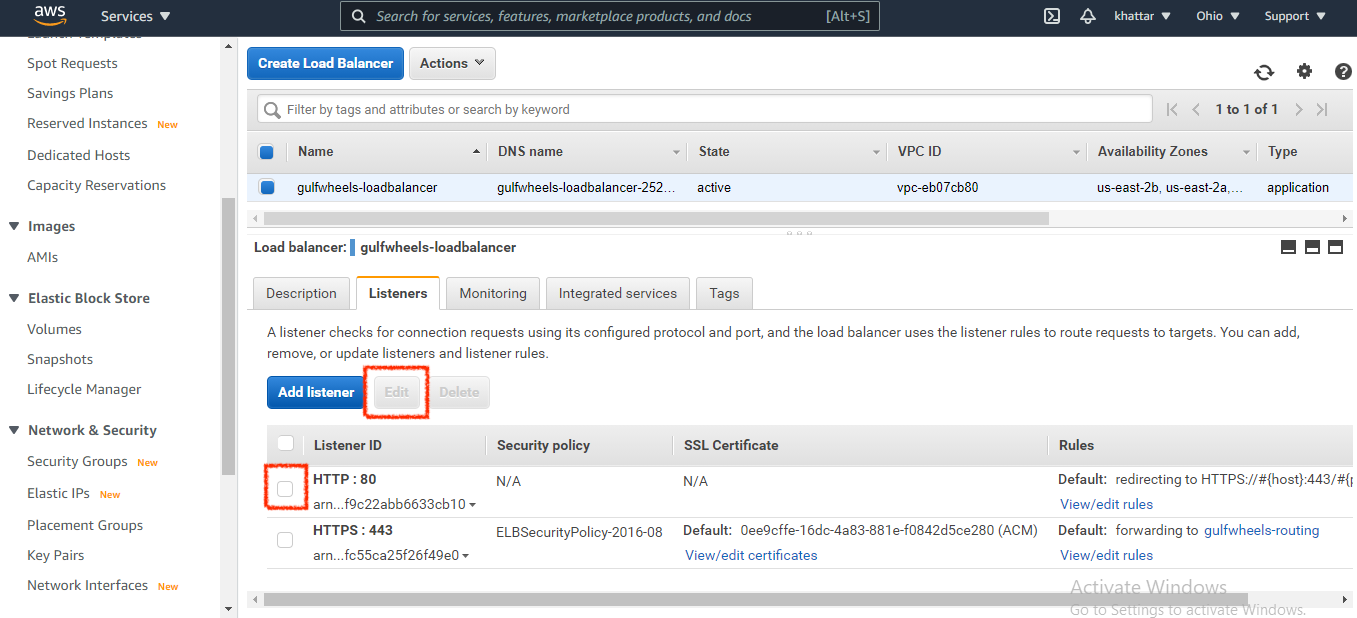 aws Services Search for services, features, marketplace products, and docs [Alt+S] khattar Ohio Support
Launch Templates
Spot Requests
Savings Plans
Reserved Instances New
Dedicated Hosts
Capacity Reservations
Images
AMIs
Elastic Block Store
Volumes
Snapshots
Lifecycle Manager
Network & Security
Security Groups New
Elastic IPs New
Placement Groups
Key Pairs
Network Interfaces New
Create Load Balancer Actions
Filter by tags and attributes or search by keyword 1 to 1 of 1
Name DNS name State VPC ID Availability Zones Type
gulfwheels-loadbalancer gulfwheels-loadbalancer-252... active vpc-eb07cb80 us-east-2b, us-east-2a,... application
Load balancer: gulfwheels-loadbalancer
Description Listeners Monitoring Integrated services Tags
A listener checks for connection requests using its configured protocol and port, and the load balancer uses the listener rules to route requests to targets. You can add,
remove, or update listeners and listener rules.
Add listener Edit Delete
Listener ID Security policy SSL Certificate Rules
HTTP : 80 N/A N/A Default: redirecting to HTTPS://#{host}:443/#{p
arn...f9c22abb6633cb10 View/edit rules
HTTPS : 443 ELBSecurityPolicy-2016-08 Default: 0ee9cffe-16dc-4a83-881e-f0842d5ce280 (ACM) Default: forwarding to gulfwheels-routing
arn...fc55ca25f26f49e0 View/edit certificates View/edit rules
Activate Windows
Go to Settings to activate Windows.